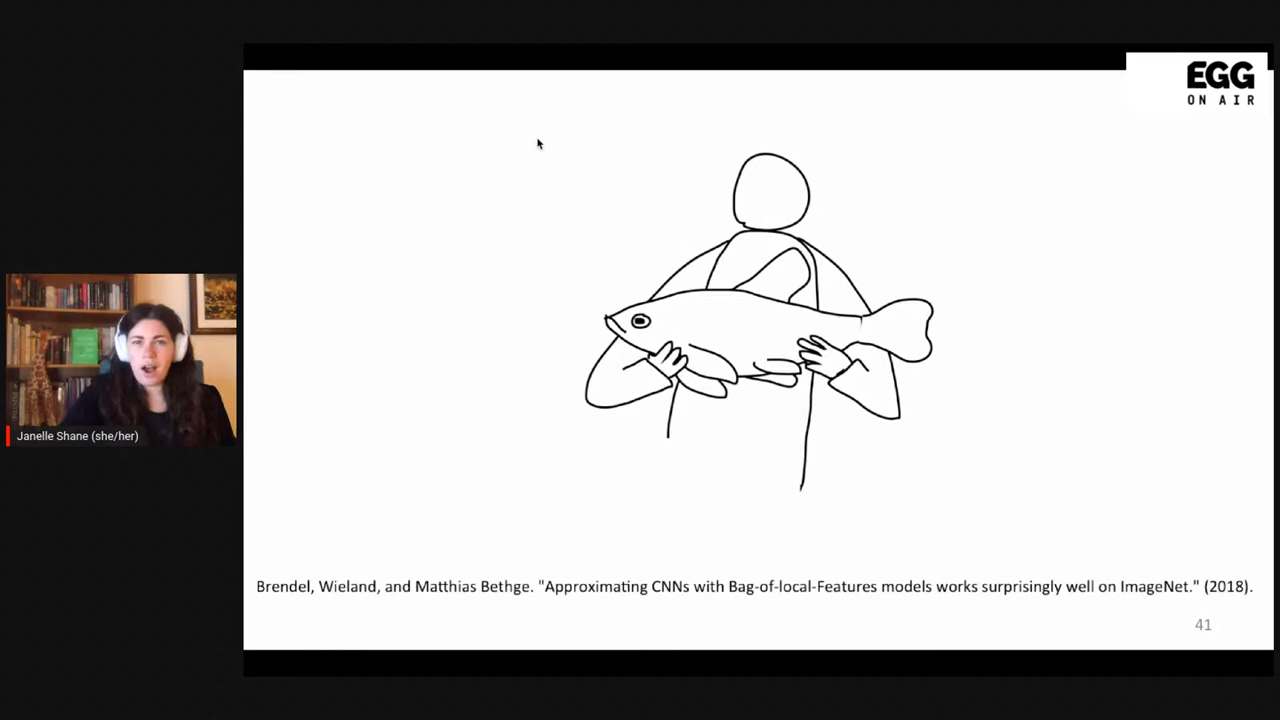 EGG
ON AIR
Janelle Shane (she/her)
Brendel, Wieland, and Matthias Bethge. "Approximating CNNs with Bag-of-local-Features models works surprisingly well on ImageNet." (2018).
41